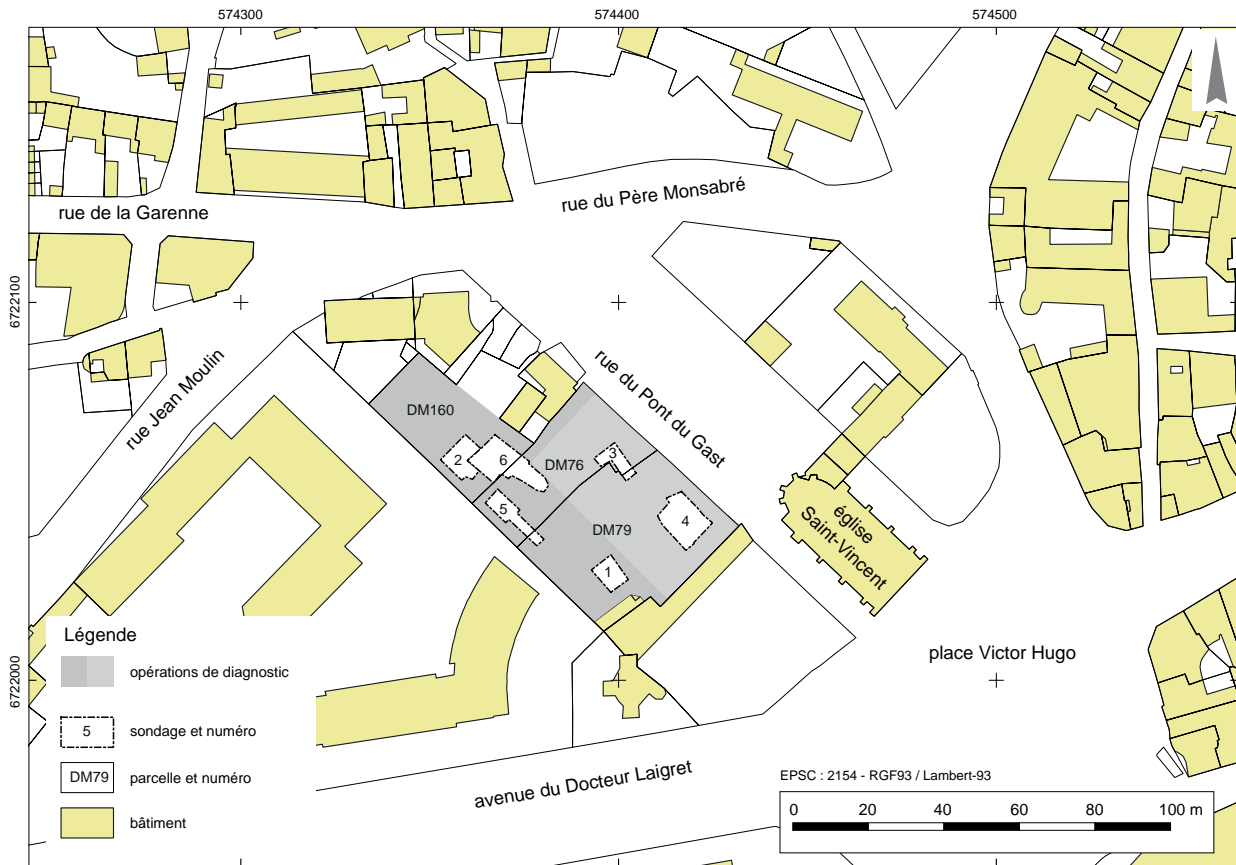 574300
574400
574500
rue de la Garenne
rue du Père Monsabré
6722100
rue Jean Moulin
rue du Pont du Gast
DM160
2
6
DM76
3
5
DM79
4
1
église
Saint-Vincent
Légende
opérations de diagnostic
6722000
place Victor Hugo
5
sondage et numéro
DM79
parcelle et numéro
bâtiment
avenue du Docteur Laigret
EPSC : 2154 - RGF93 / Lambert-93
0 20 40 60 80 100 m